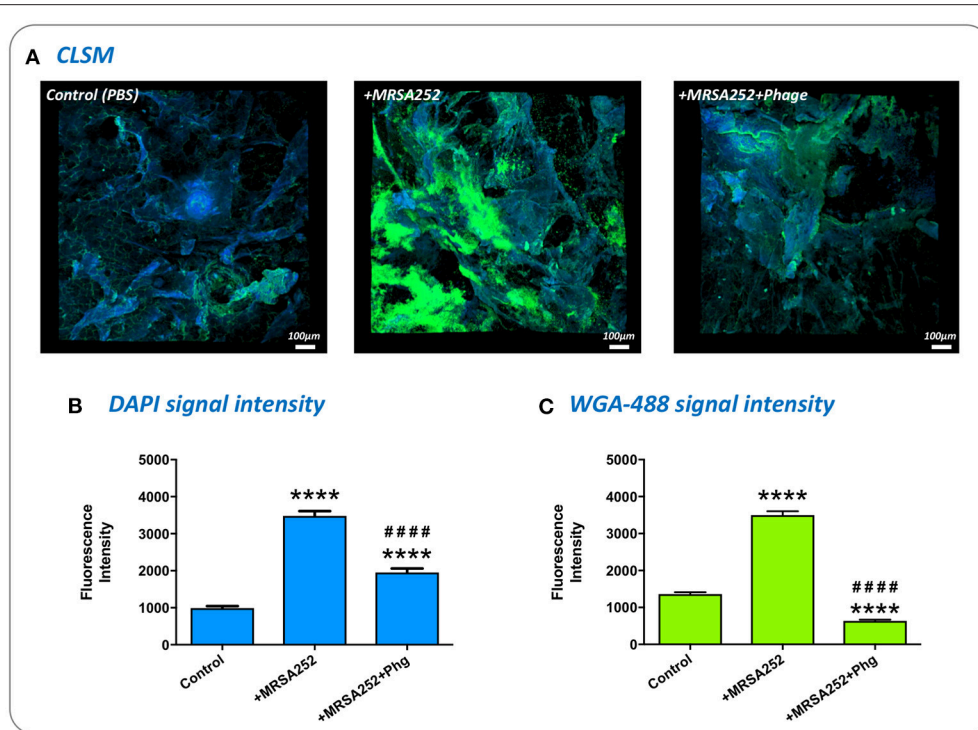 A CLSM
Control (PBS)
+MRSA252
+MRSA252+Phage
100µm
100µm
100µm
B DAPI signal intensity
C WGA-488 signal intensity
Fluorescence
Intensity
5000
4000
3000
2000
1000
0
****
####
****
Control
+MRSA252
+MRSA252+Phg
Fluorescence
Intensity
5000
4000
3000
2000
1000
0
****
####
****
Control
+MRSA252
+MRSA252+Phg